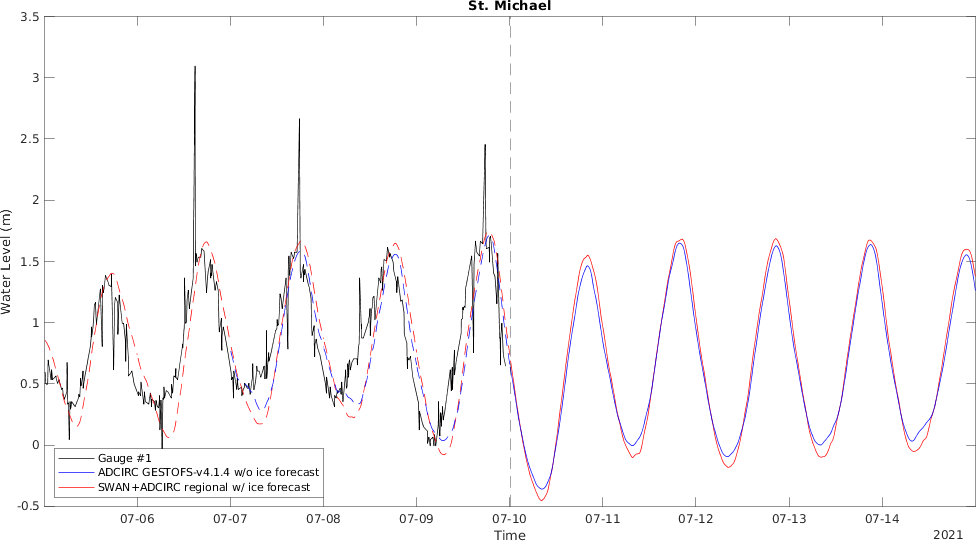 St. Michael
3.5
3
2.5
2
1.5
1
0.5
0
-0.5
Water Level (m)
Gauge #1
ADCIRC GESTOFS-v4.1.4 w/o ice forecast
SWAN+ADCIRC regional w/ ice forecast
07-06 07-07 07-08 07-09 07-10 07-11 07-12 07-13 07-14
Time
2021